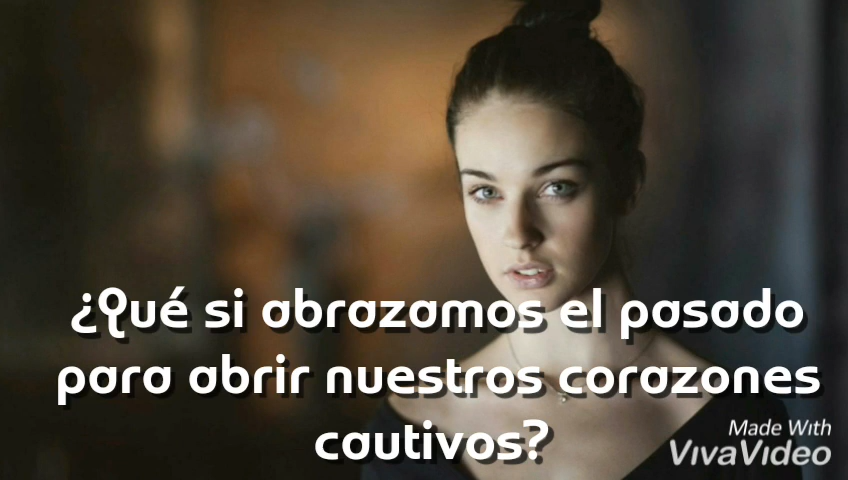 ¿Qué si abrazamos el pasado
para abrir nuestros corazones
cautivos?
Made With
VivaVideo